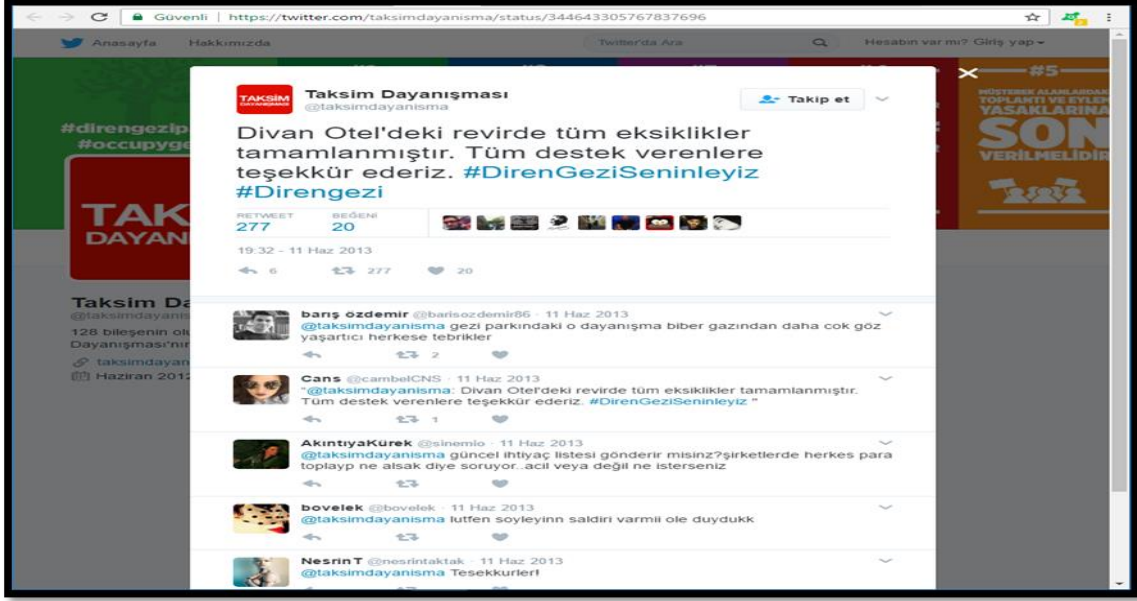 Güvenli | https://twitter.com/taksimdayanisma/status/344643305767837696
Anasayfa Hakkımızda Twitter'da Ara Hesabın var mı? Giriş yap
#5
MÜŞTEREK ALANLARDAKİ
TOPLANTI VE EYLEM
YASAKLARINA
SON
VERİLMELİDİR
#direngezip
#occupyge
TAK
DAYAN
Taksim Da
@taksimdayanis
128 bileşenin olu
Dayanışması'nın
taksimdayan
Haziran 2012
TAKSİM
DAYANIŞMASI
Taksim Dayanışması
@taksimdayanisma
Takip et
Divan Otel'deki revirde tüm eksiklikler
tamamlanmıştır. Tüm destek verenlere
teşekkür ederiz. #DirenGeziSeninleyiz
#Direngezi
RETWEET BEĞENİ
277 20
19:32 - 11 Haz 2013
6 277 20
barış özdemir @barisozdemir86 · 11 Haz 2013
@taksimdayanisma gezi parkındaki o dayanışma biber gazından daha cok göz
yaşartıcı herkese tebrikler
2
Cans @cambelCNS · 11 Haz 2013
"@taksimdayanisma: Divan Otel'deki revirde tüm eksiklikler tamamlanmıştır.
Tüm destek verenlere teşekkür ederiz. #DirenGeziSeninleyiz "
1
AkıntıyaKürek @sinemio · 11 Haz 2013
@taksimdayanisma güncel ihtiyaç listesi gönderir misinz?şirketlerde herkes para
toplayp ne alsak diye soruyor..acil veya değil ne isterseniz
bovelek @bovelek · 11 Haz 2013
@taksimdayanisma lutfen soyleyinn saldiri varmii ole duydukk
NesrinT @nesrintaktak · 11 Haz 2013
@taksimdayanisma Tesekkurler!